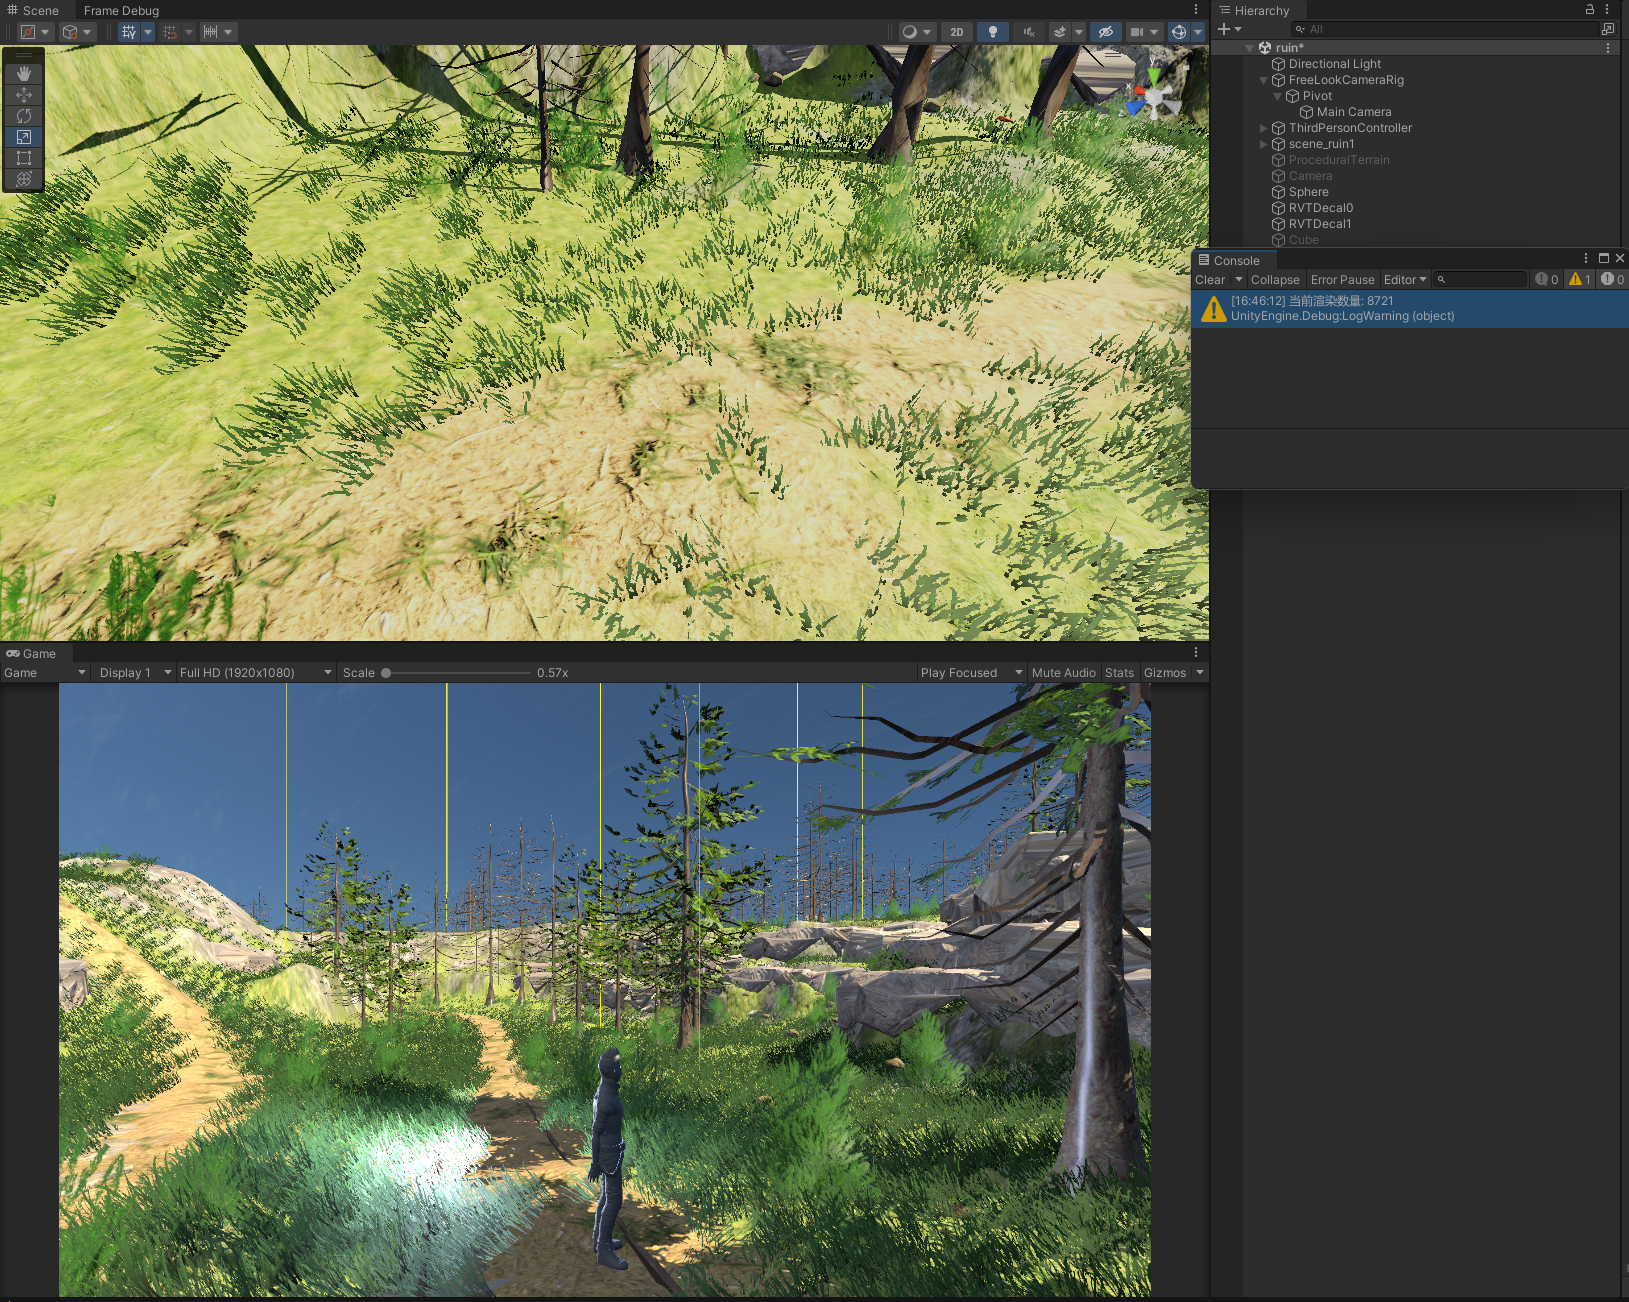 Scene
Frame Debug
2D
Game
Game
Display 1
Full HD (1920x1080)
Scale
0.57x
Play Focused
Mute Audio
Stats
Gizmos
Hierarchy
All
ruin*
Directional Light
FreeLookCameraRig
Pivot
Main Camera
ThirdPersonController
scene_ruin1
ProceduralTerrain
Camera
Sphere
RVTDecal0
RVTDecal1
Cube
Console
Clear
Collapse
Error Pause
Editor
0
1
0
[16:46:12] 当前渲染数量: 8721
UnityEngine.Debug:LogWarning (object)